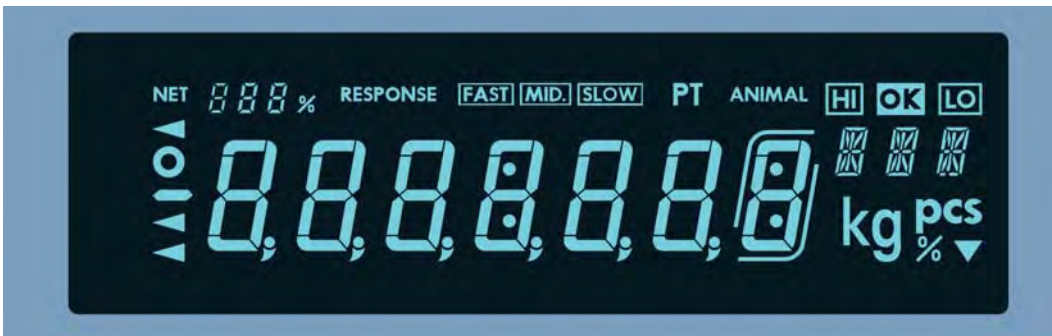 NET 888 % RESPONSE FAST MID. SLOW PT ANIMAL HI OK LO
8,8,8,8,8,8,8
kg pcs
%